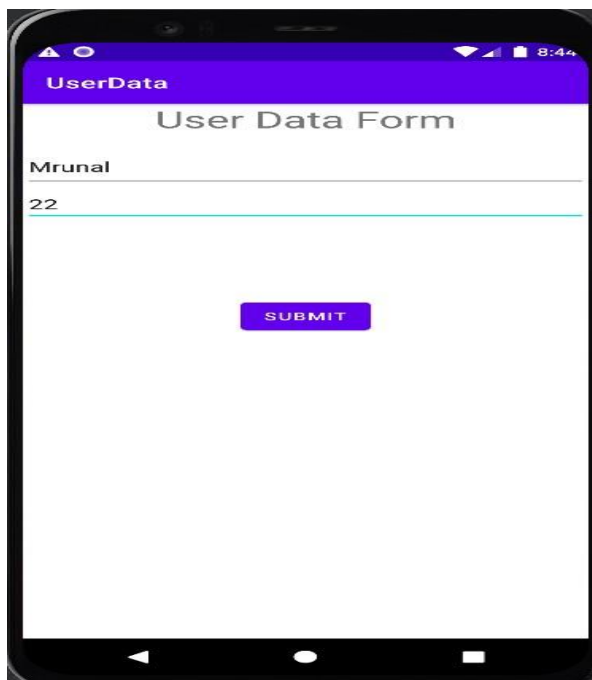 8:44
UserData
User Data Form
Mrunal
22
SUBMIT